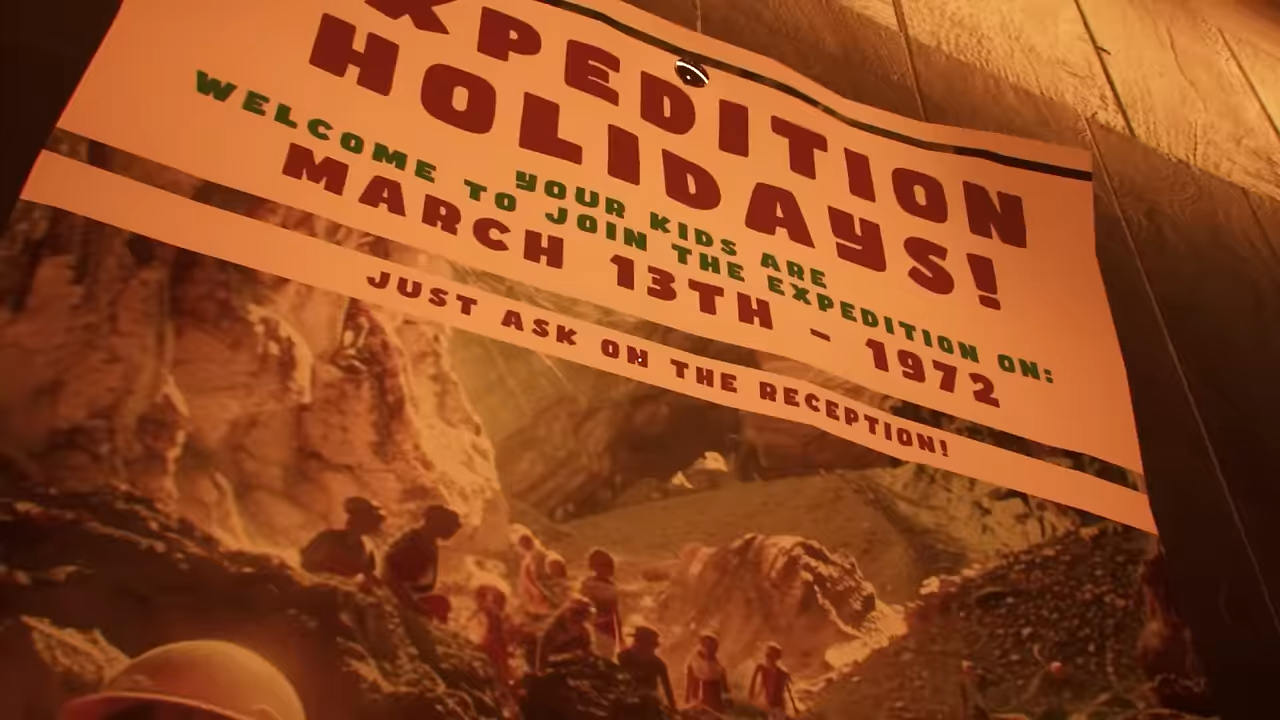 XPEDITION
HOLIDAYS!
YOUR KIDS ARE
WELCOME TO JOIN THE EXPEDITION ON:
MARCH 13TH - 1972
JUST ASK ON THE RECEPTION!